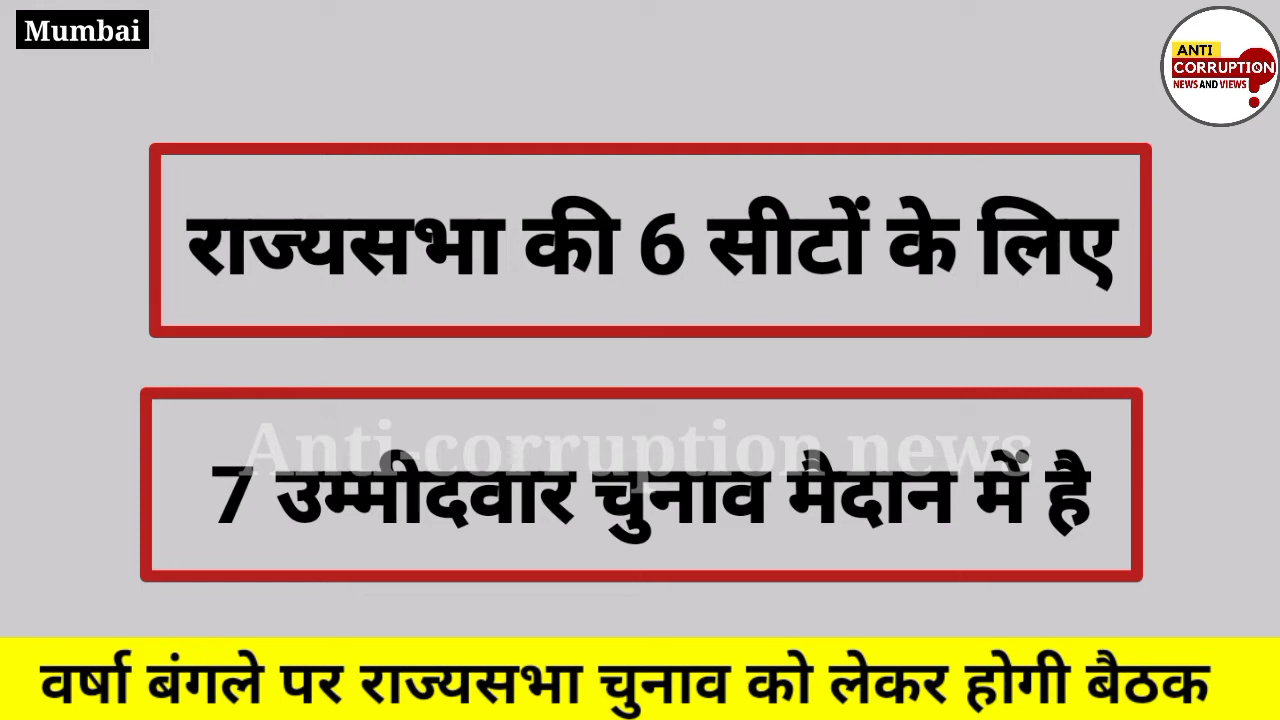 Mumbai
ANTI
CORRUPTION
NEWS AND VIEWS
राज्यसभा की 6 सीटों के लिए
Anti-corruption news
7 उम्मीदवार चुनाव मैदान में है
वर्षा बंगले पर राज्यसभा चुनाव को लेकर होगी बैठक